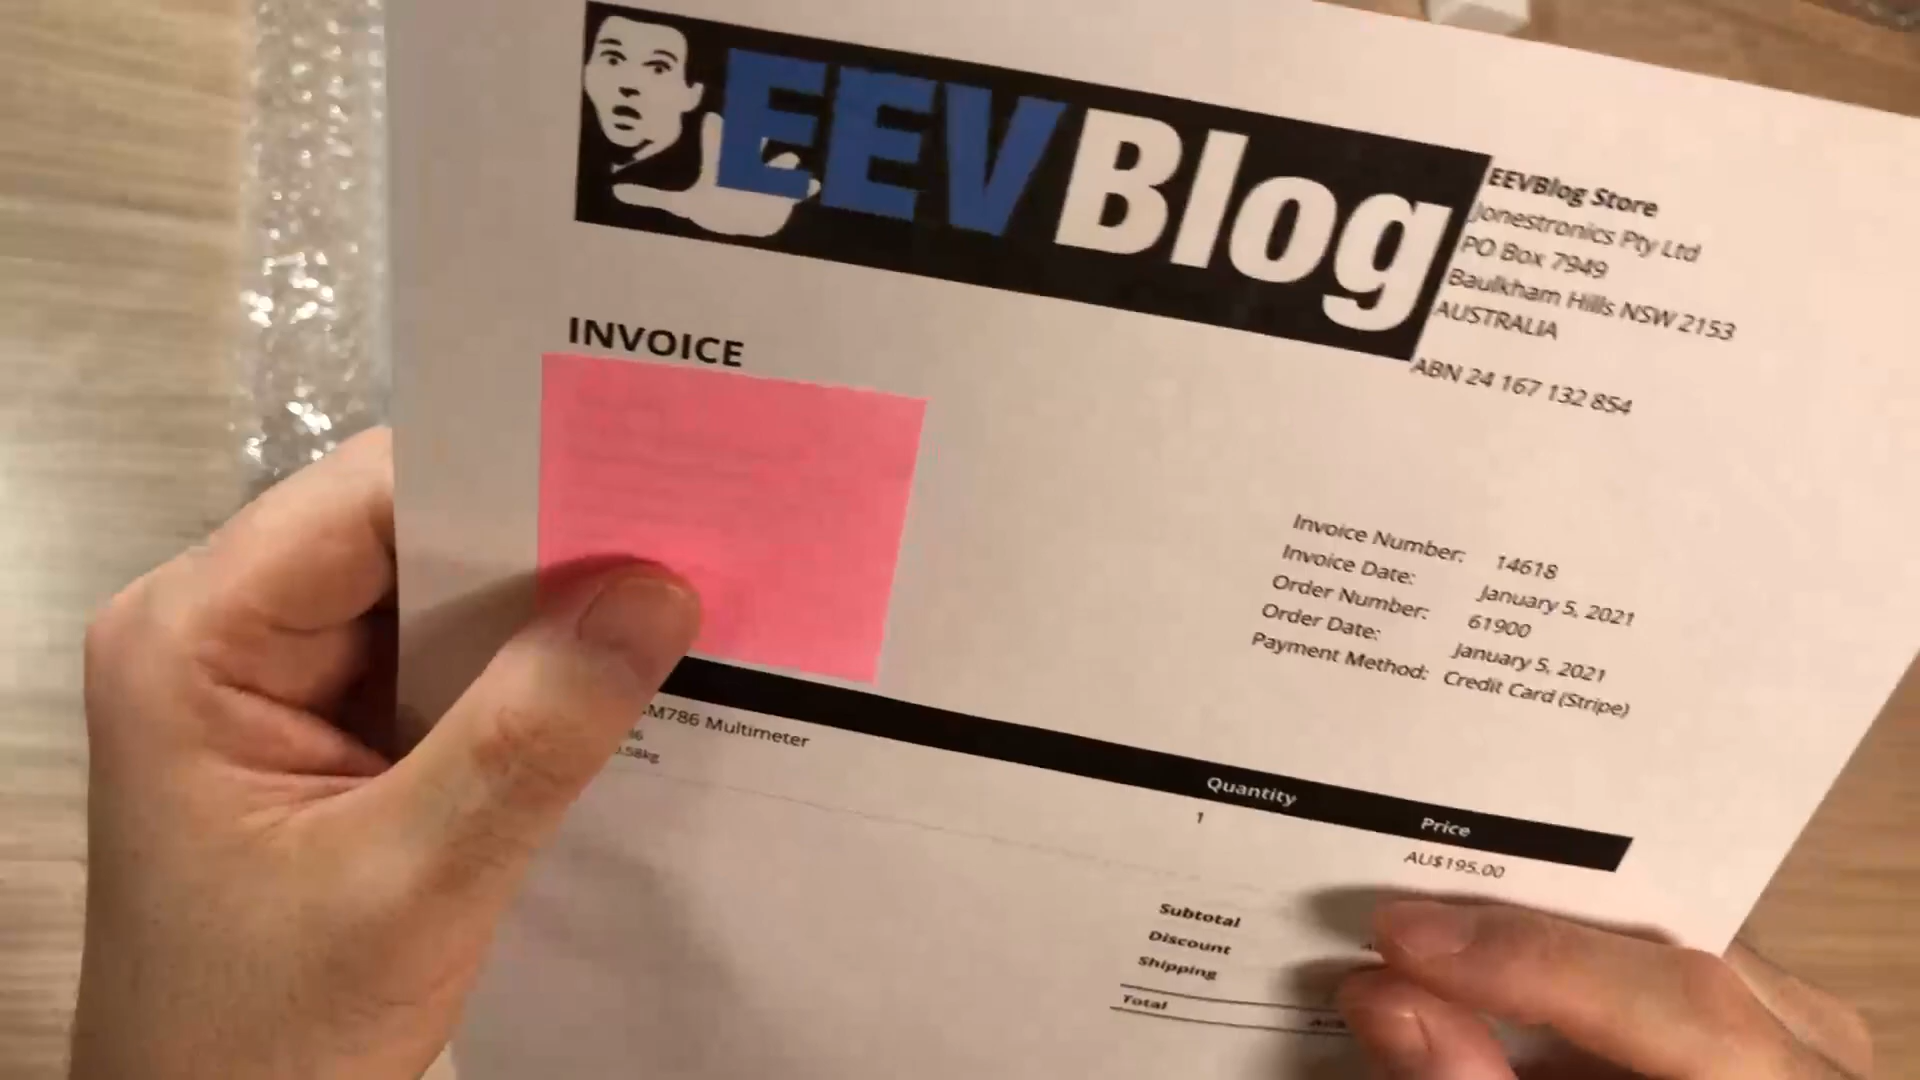 EEVBlog
EEVBlog Store
Jonestronics Pty Ltd
PO Box 7949
Baulkham Hills NSW 2153
AUSTRALIA
ABN 24 167 132 854
INVOICE
Invoice Number: 14618
Invoice Date: January 5, 2021
Order Number: 61900
Order Date: January 5, 2021
Payment Method: Credit Card (Stripe)
Quantity Price
M786 Multimeter 1 AU$195.00
.58kg
Subtotal
Discount
Shipping
Total